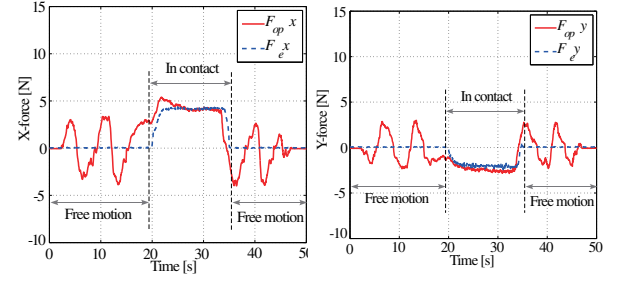 15
10
5
0
-5
-10
0
10
20
30
40
50
X-force [N]
Time [s]
F_op x
F_e x
In contact
Free motion
Free motion
15
10
5
0
-5
-10
0
10
20
30
40
50
Y-force [N]
Time [s]
F_op y
F_e y
In contact
Free motion
Free motion